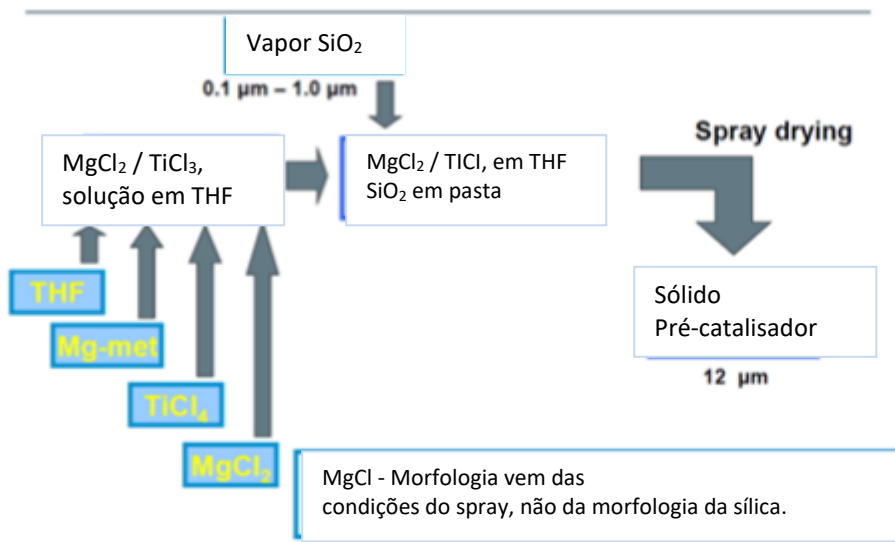 Vapor SiO₂
0.1 µm – 1.0 µm
Spray drying
MgCl₂ / TiCl₃,
solução em THF
MgCl₂ / TICI, em THF
SiO₂ em pasta
THF
Mg-met
TiCl₄
MgCl₂
Sólido
Pré-catalisador
12 µm
MgCl - Morfologia vem das
condições do spray, não da morfologia da sílica.